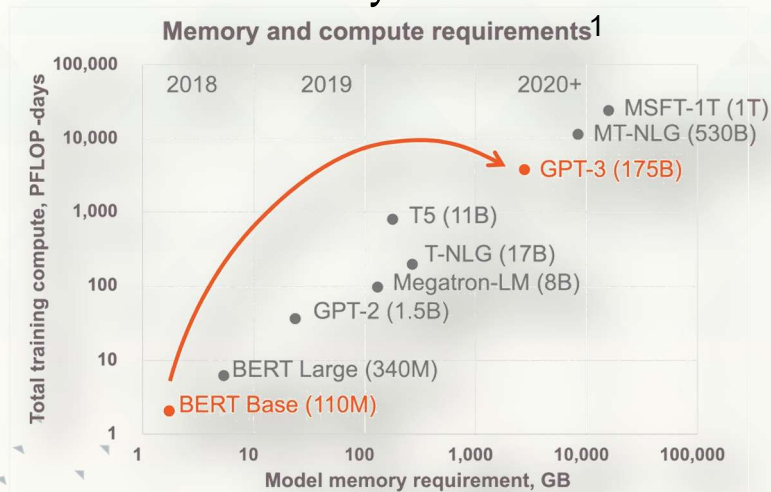 Memory and compute requirements1
100,000
2018 2019 2020+
MSFT-1T (1T)
10,000
MT-NLG (530B)
GPT-3 (175B)
1,000
T5 (11B)
T-NLG (17B)
100
Megatron-LM (8B)
GPT-2 (1.5B)
10
BERT Large (340M)
BERT Base (110M)
1
Total training compute, PFLOP-days
1 10 100 1,000 10,000 100,000
Model memory requirement, GB